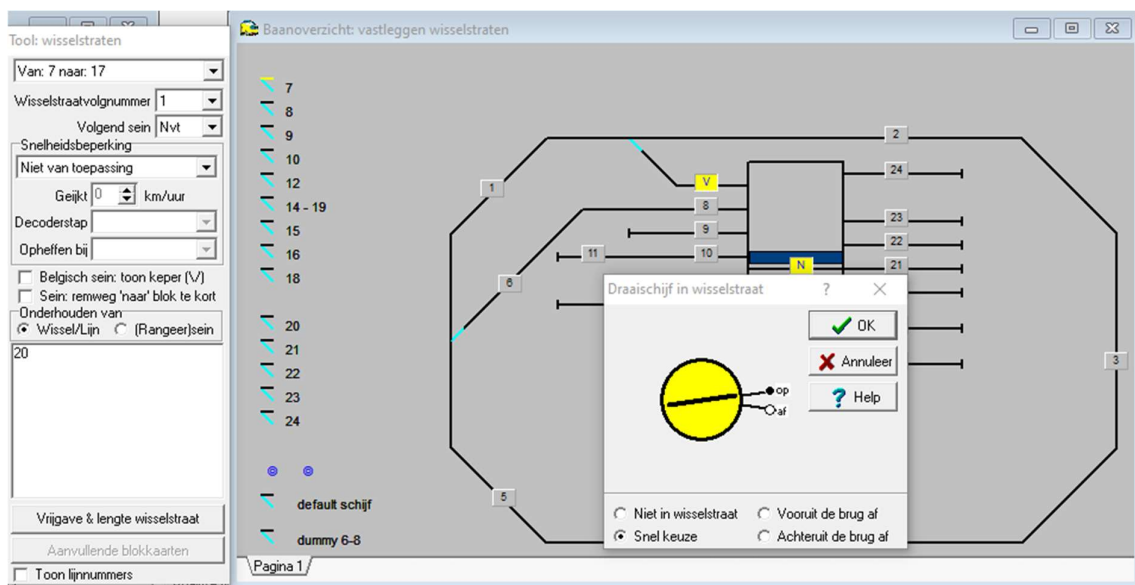 Tool: wisselstraten
Van: 7 naar: 17
Wisselstraatvolgnummer 1
Volgend sein Nvt
Snelheidsbeperking
Niet van toepassing
Geijkt 0 km/uur
Decoderstap
Opheffen bij
Belgisch sein: toon keper (\/)
Sein: remweg 'naar' blok te kort
Onderhouden van
Wissel/Lijn (Rangeer)sein
20
Vrijgave & lengte wisselstraat
Aanvullende blokkaarten
Toon lijnnummers
Baanoverzicht: vastleggen wisselstraten
7
8
9
10
12
14 - 19
15
16
18
20
21
22
23
24
default schijf
dummy 6-8
2
24
V
1
8
23
9
22
11
10
N
21
6
3
5
Draaischijf in wisselstraat ?
OK
Annuleer
? Help
op
af
Niet in wisselstraat
Vooruit de brug af
Snel keuze
Achteruit de brug af
Pagina 1